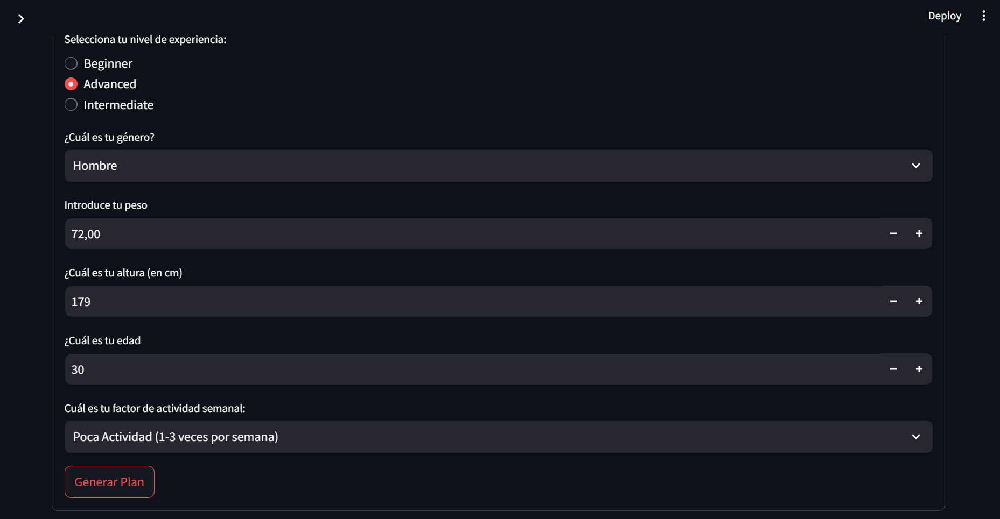 Deploy
Selecciona tu nivel de experiencia:
Beginner
Advanced
Intermediate
¿Cuál es tu género?
Hombre
Introduce tu peso
72,00
¿Cuál es tu altura (en cm)
179
¿Cuál es tu edad
30
Cuál es tu factor de actividad semanal:
Poca Actividad (1-3 veces por semana)
Generar Plan